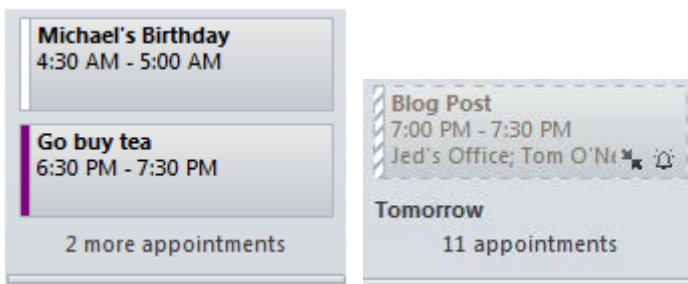 Michael's Birthday
4:30 AM - 5:00 AM
Go buy tea
6:30 PM - 7:30 PM
2 more appointments
Blog Post
7:00 PM - 7:30 PM
Jed's Office; Tom O'Ne
Tomorrow
11 appointments